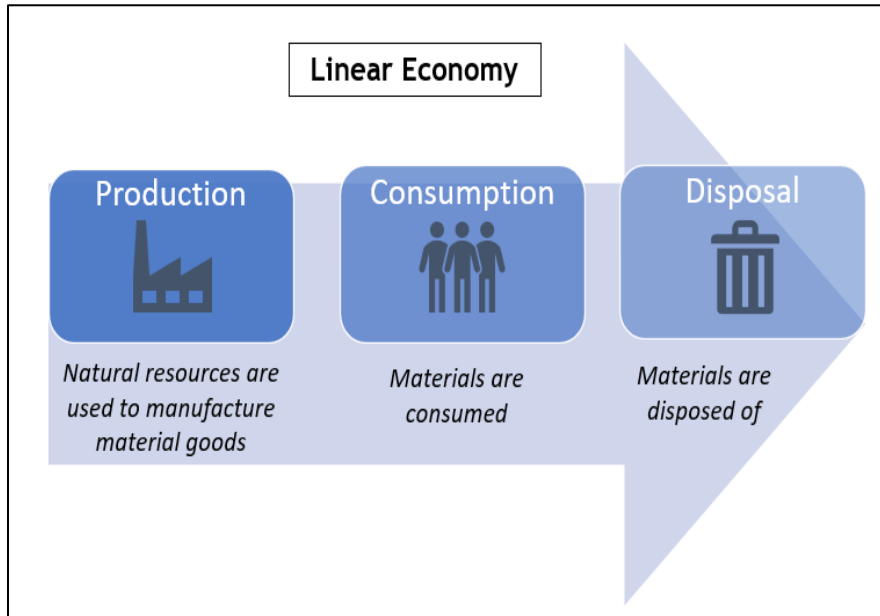 Linear Economy
Production
Natural resources are
used to manufacture
material goods
Consumption
Materials are
consumed
Disposal
Materials are
disposed of